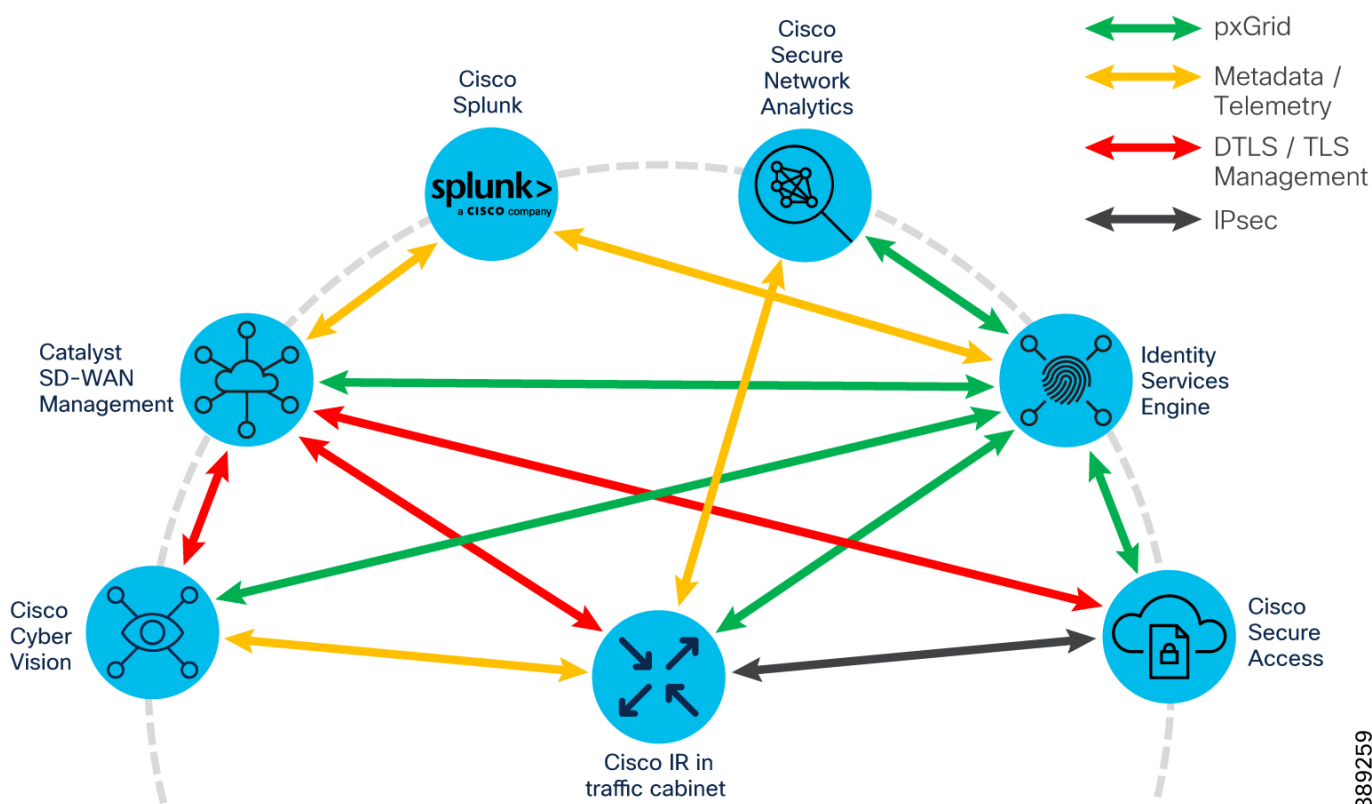 Cisco
Splunk
splunk>
a CISCO company
Cisco
Secure
Network
Analytics
pxGrid
Metadata /
Telemetry
DTLS / TLS
Management
IPsec
Catalyst
SD-WAN
Management
Identity
Services
Engine
Cisco
Cyber
Vision
Cisco IR in
traffic cabinet
Cisco
Secure
Access
389259